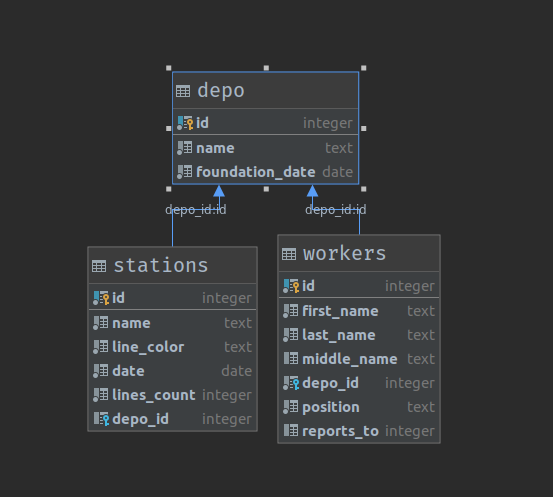 depo
id integer
name text
foundation_date date
depo_id:id depo_id:id
stations
id integer
name text
line_color text
date date
lines_count integer
depo_id integer
workers
id integer
first_name text
last_name text
middle_name text
depo_id integer
position text
reports_to integer